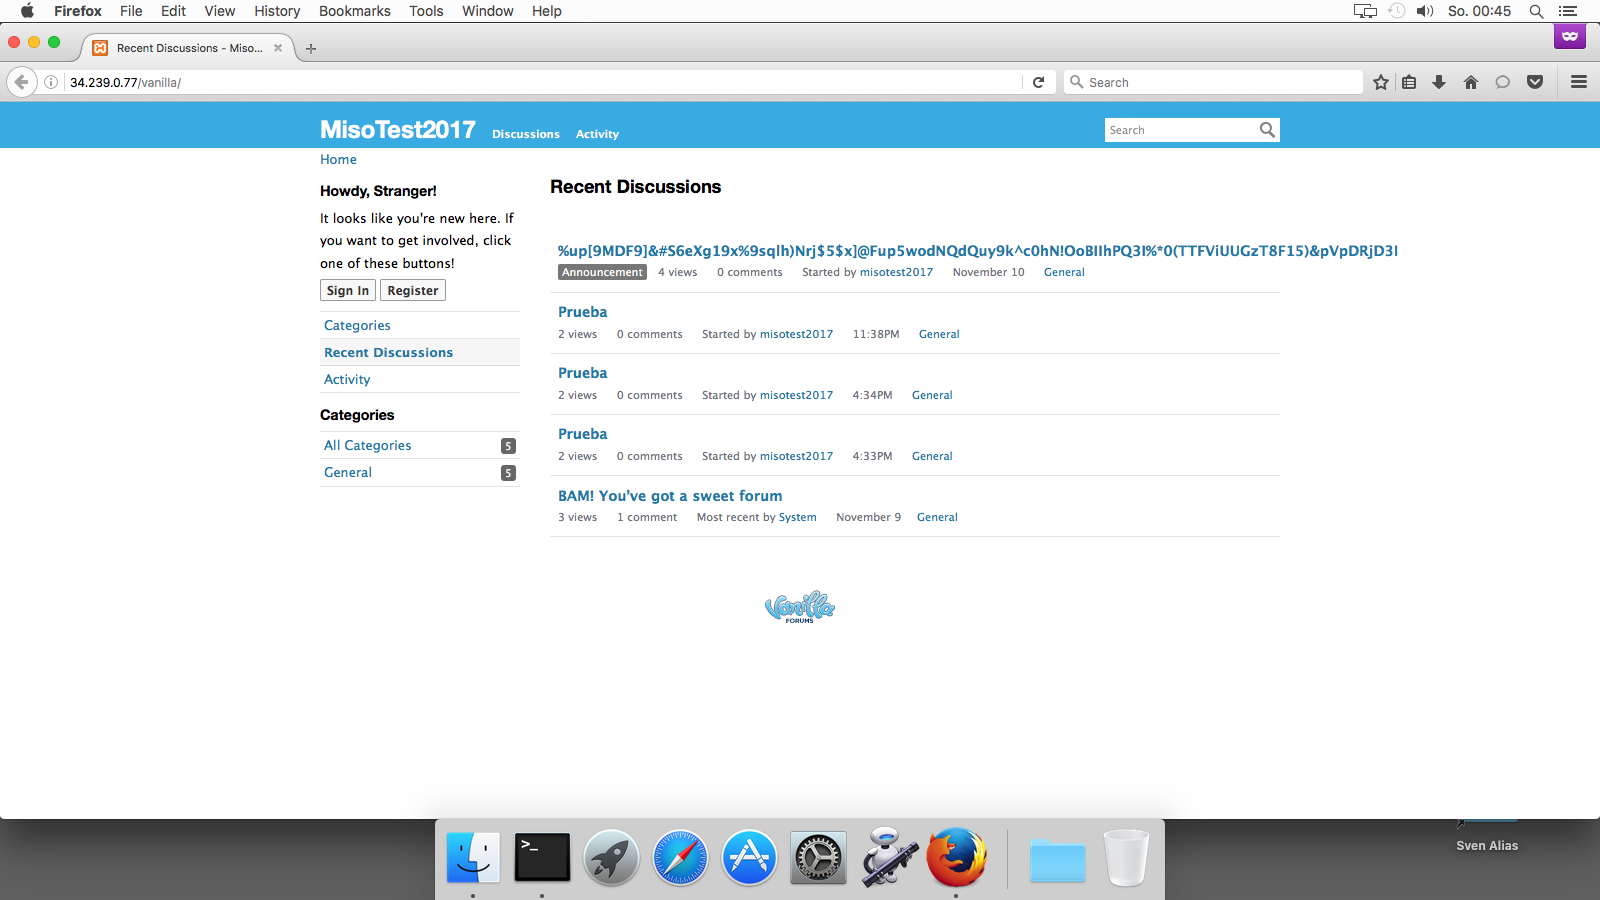 Firefox File Edit View History Bookmarks Tools Window Help So. 00:45
Recent Discussions - Miso...
34.239.0.77/vanilla/ Search
MisoTest2017 Discussions Activity Search
Home
Howdy, Stranger!
It looks like you're new here. If
you want to get involved, click
one of these buttons!
Sign In Register
Categories
Recent Discussions
Activity
Categories
All Categories 5
General 5
Recent Discussions
%up[9MDF9]&#S6eXg19x%9sqlh)Nrj$5$x]@Fup5wodNQdQuy9k^c0hN!OoBIIhPQ3I%*0(TTFViUUGzT8F15)&pVpDRjD3I
Announcement 4 views 0 comments Started by misotest2017 November 10 General
Prueba
2 views 0 comments Started by misotest2017 11:38PM General
Prueba
2 views 0 comments Started by misotest2017 4:34PM General
Prueba
2 views 0 comments Started by misotest2017 4:33PM General
BAM! You’ve got a sweet forum
3 views 1 comment Most recent by System November 9 General
Vanilla
FORUMS
>_
Sven Alias